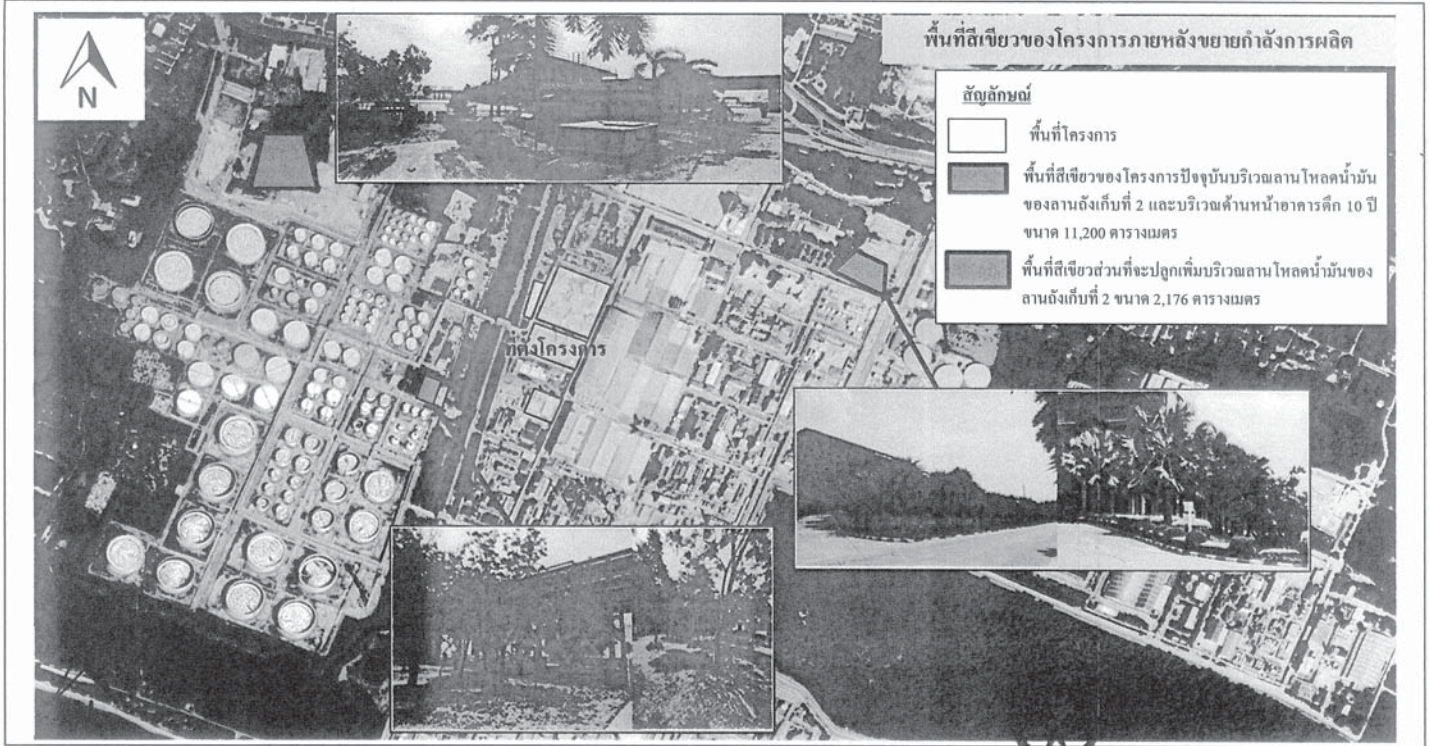 พื้นที่สีเขียวของโครงการภายหลังขยายกำลังการผลิต
N
สัญลักษณ์
พื้นที่โครงการ
พื้นที่สีเขียวของโครงการปัจจุบันบริเวณลานโหลดน้ำมัน
ของลานถังเก็บที่ 2 และบริเวณด้านหน้าอาคารตึก 10 ปี
ขนาด 11,200 ตารางเมตร
พื้นที่สีเขียวส่วนที่จะปลูกเพิ่มบริเวณลานโหลดน้ำมันของ
ลานถังเก็บที่ 2 ขนาด 2,176 ตารางเมตร
ที่ตั้งโครงการ